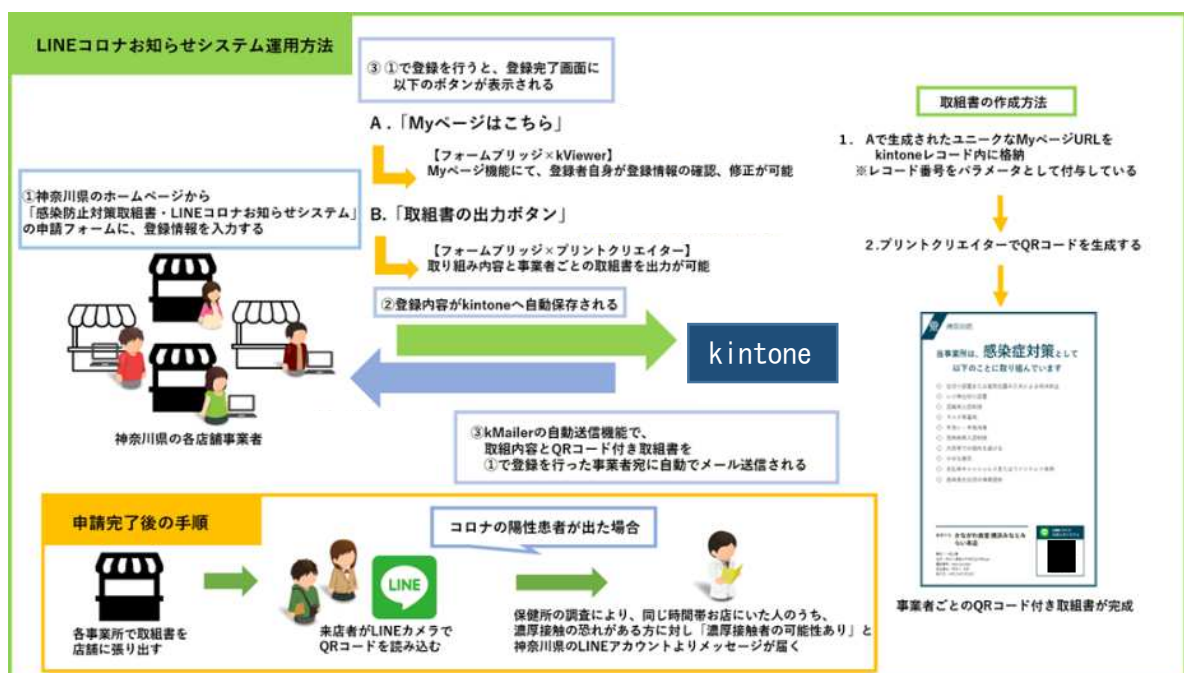 LINEコロナお知らせシステム運用方法
③ ①で登録を行うと、登録完了画面に
以下のボタンが表示される
A .「Myページはこちら」
【フォームブリッジ×kViewer】
Myページ機能にて、登録者自身が登録情報の確認、修正が可能
B.「取組書の出力ボタン」
【フォームブリッジ×プリントクリエイター】
取り組み内容と事業者ごとの取組書を出力が可能
①神奈川県のホームページから
「感染防止対策取組書・LINEコロナお知らせシステム」
の申請フォームに、登録情報を入力する
神奈川県の各店舗事業者
②登録内容がkintoneへ自動保存される
kintone
③kMailerの自動送信機能で、
取組内容とQRコード付き取組書を
①で登録を行った事業者宛に自動でメール送信される
取組書の作成方法
1. Aで生成されたユニークなMyページURLを
kintoneレコード内に格納
※レコード番号をパラメータとして付与している
2.プリントクリエイターでQRコードを生成する
当事業所は、感染症対策として
以下のことに取り組んでいます
事業者ごとのQRコード付き取組書が完成
申請完了後の手順
各事業所で取組書を
店舗に張り出す
LINE
来店者がLINEカメラで
QRコードを読み込む
コロナの陽性患者が出た場合
保健所の調査により、同じ時間帯お店にいた人のうち、
濃厚接触の恐れがある方に対し「濃厚接触者の可能性あり」と
神奈川県のLINEアカウントよりメッセージが届く